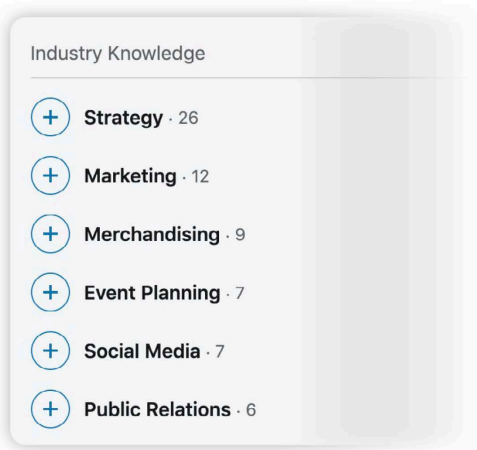 Industry Knowledge
Strategy · 26
Marketing · 12
Merchandising · 9
Event Planning · 7
Social Media · 7
Public Relations · 6